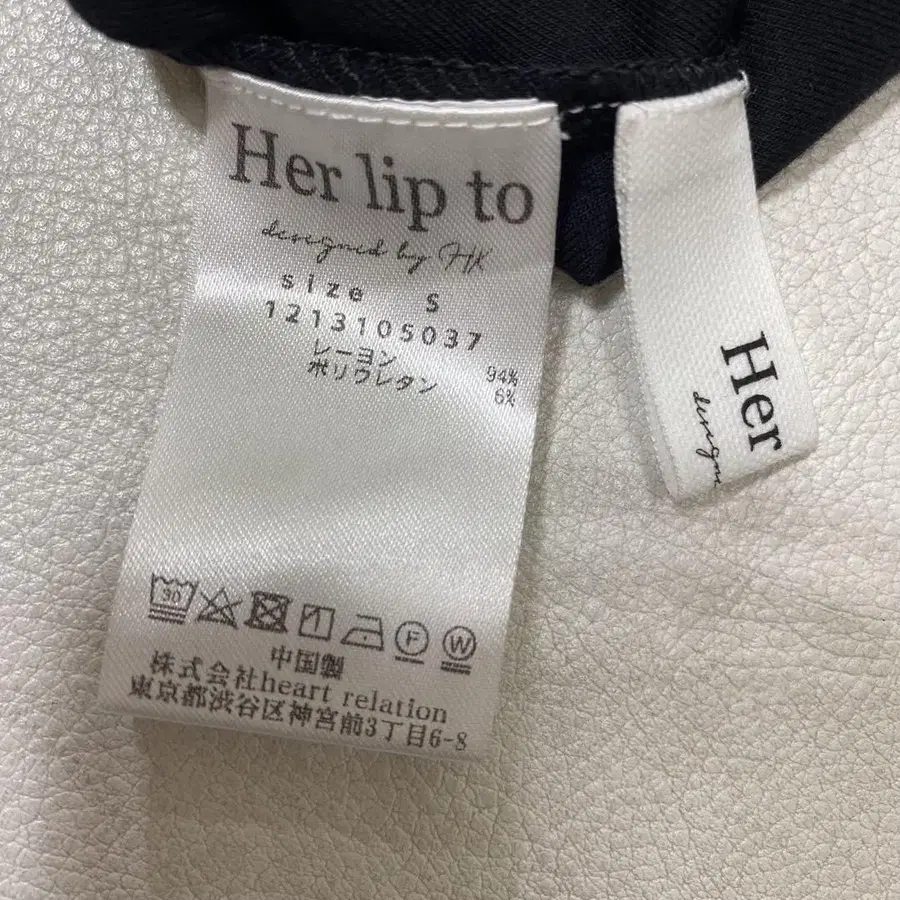 Her lip to
designed by HK
size S
1213105037
レーヨン 94%
ポリウレタン 6%
30
F
W
中国製
株式会社heart relation
東京都渋谷区神宮前3丁目6-8
Her